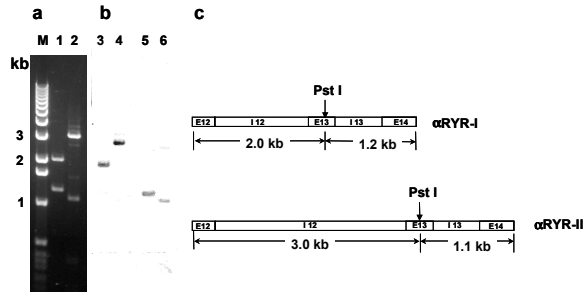 a b c
M 1 2 3 4 5 6
kb
3
2
1
Pst I
E12 I 12 E13 I 13 E14 αRYR-I
2.0 kb 1.2 kb
Pst I
E12 I 12 E13 I 13 E14 αRYR-II
3.0 kb 1.1 kb